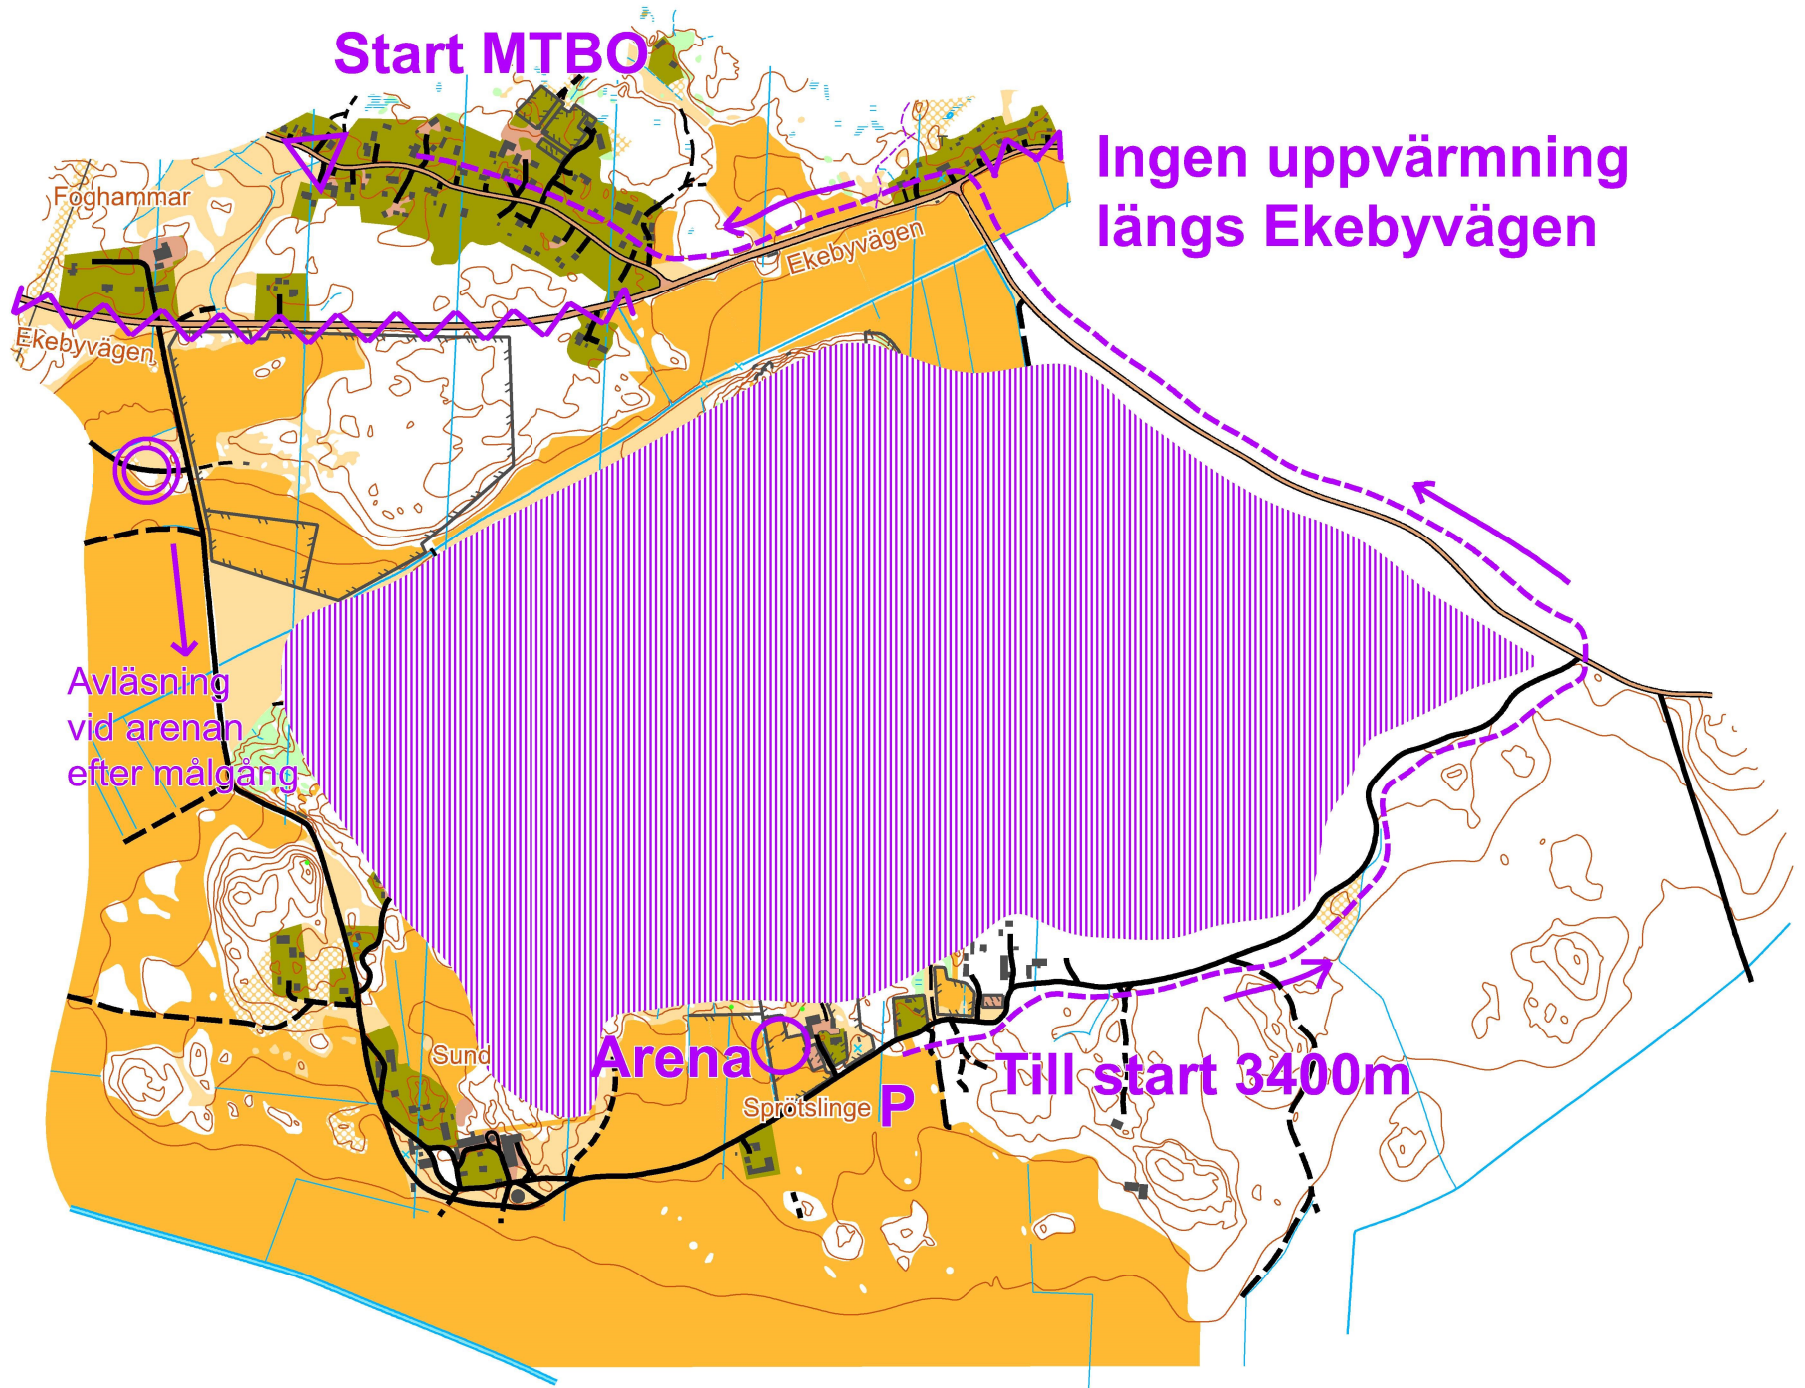 Start MTBO
Ingen uppvärmning
längs Ekebyvägen
Foghammar
Ekebyvägen
Ekebyvägen
Avläsning
vid arenan
efter målgång
Sund
Arena
Till start 3400m
Sprötslinge
P